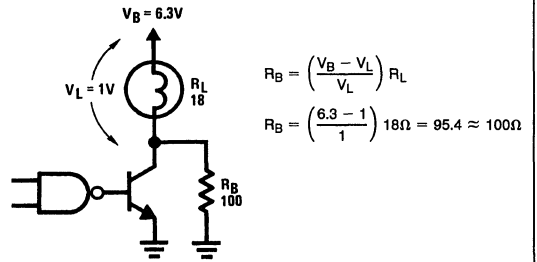 V_B = 6.3V
V_L = 1V
R_L
18
R_B
100
R_B = ((V_B − V_L) / V_L) R_L
R_B = ((6.3 − 1) / 1) 18Ω = 95.4 ≈ 100Ω